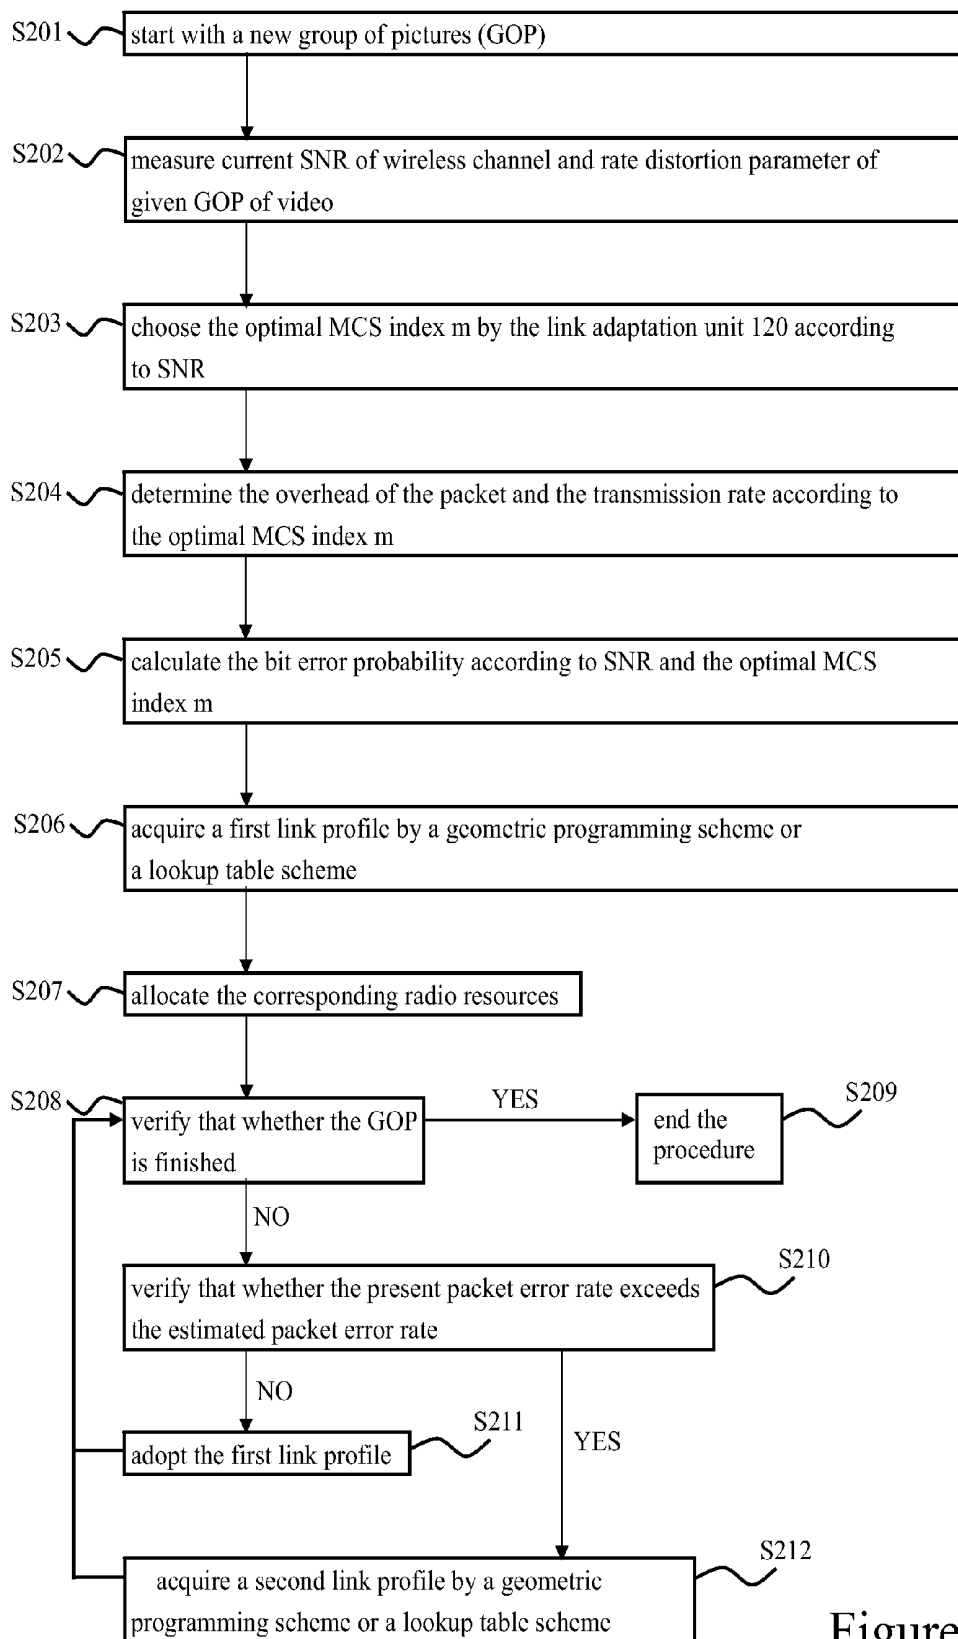 S201
start with a new group of pictures (GOP)
S202
measure current SNR of wireless channel and rate distortion parameter of
given GOP of video
S203
choose the optimal MCS index m by the link adaptation unit 120 according
to SNR
S204
determine the overhead of the packet and the transmission rate according to
the optimal MCS index m
S205
calculate the bit error probability according to SNR and the optimal MCS
index m
S206
acquire a first link profile by a geometric programming scheme or
a lookup table scheme
S207
allocate the corresponding radio resources
S208
verify that whether the GOP
is finished
YES
S209
end the
procedure
NO
S210
verify that whether the present packet error rate exceeds
the estimated packet error rate
NO
S211
adopt the first link profile
YES
S212
acquire a second link profile by a geometric
programming scheme or a lookup table scheme
Figure